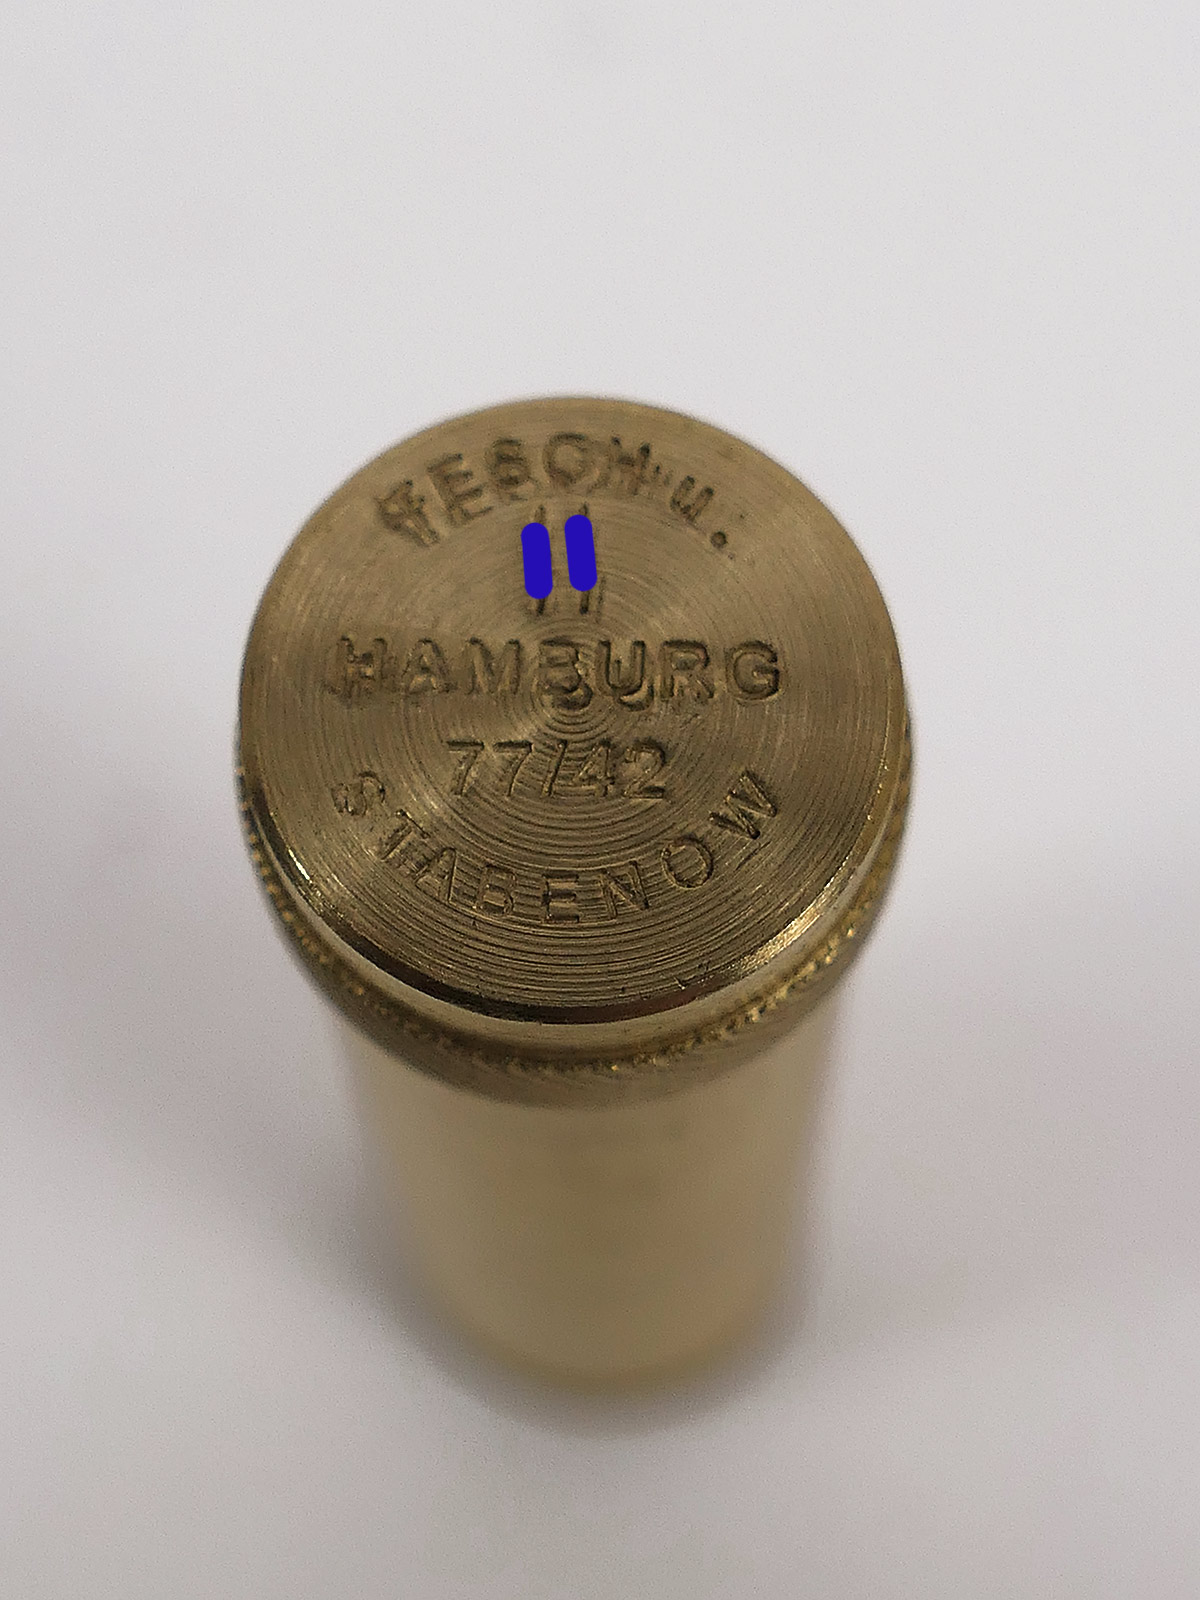 TESCH u.
HAMBURG
77/42
STABENOW